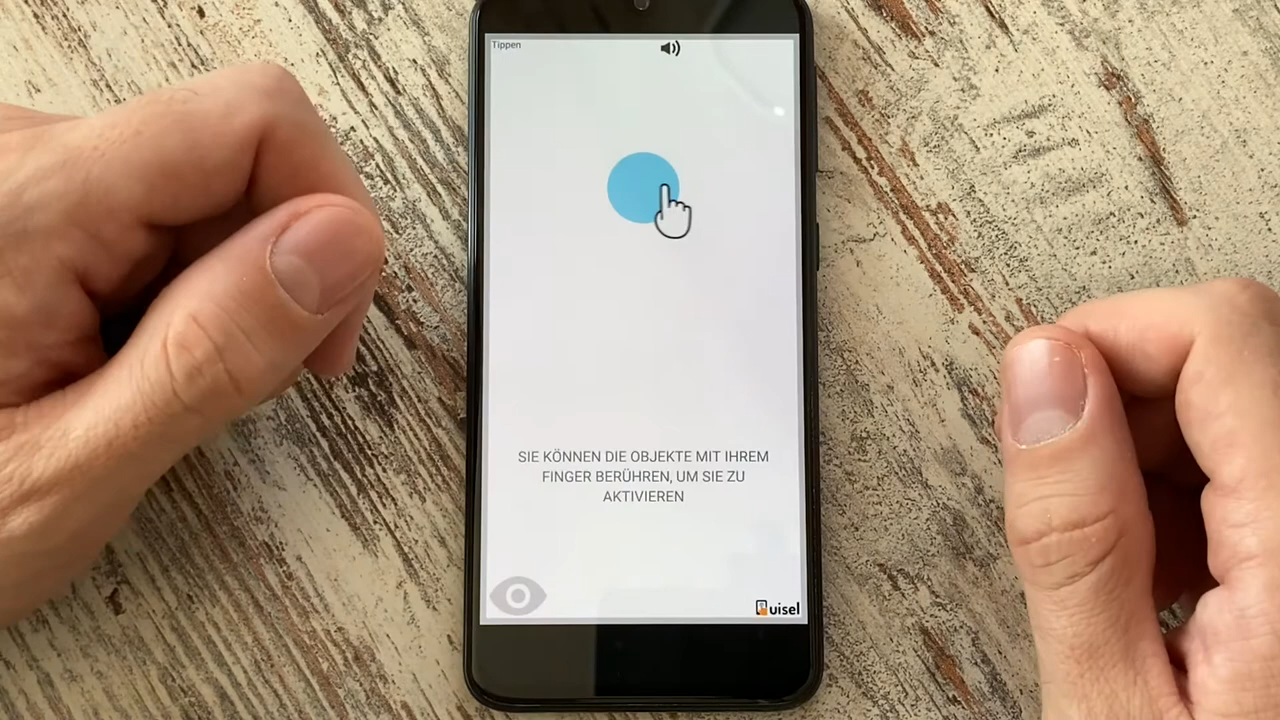 Tippen
SIE KÖNNEN DIE OBJEKTE MIT IHREM
FINGER BERÜHREN, UM SIE ZU
AKTIVIEREN
uisel